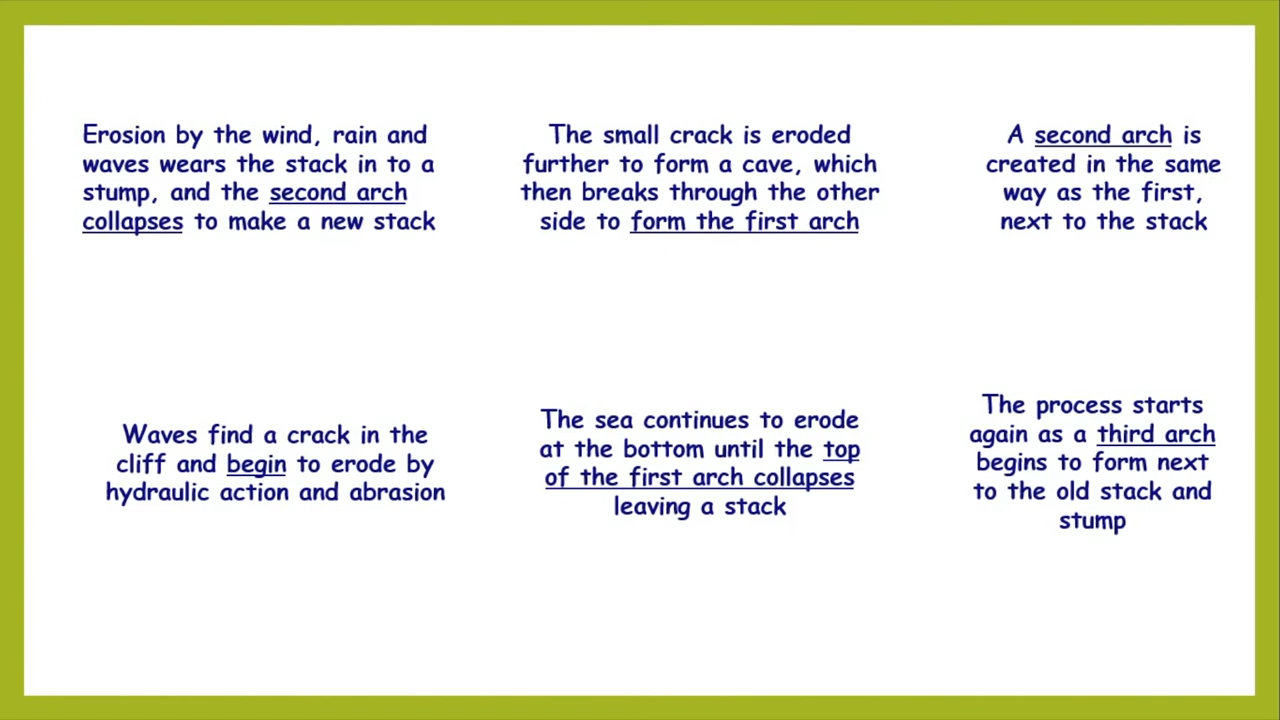 Erosion by the wind, rain and
waves wears the stack in to a
stump, and the second arch
collapses to make a new stack
The small crack is eroded
further to form a cave, which
then breaks through the other
side to form the first arch
A second arch is
created in the same
way as the first,
next to the stack
Waves find a crack in the
cliff and begin to erode by
hydraulic action and abrasion
The sea continues to erode
at the bottom until the top
of the first arch collapses
leaving a stack
The process starts
again as a third arch
begins to form next
to the old stack and
stump